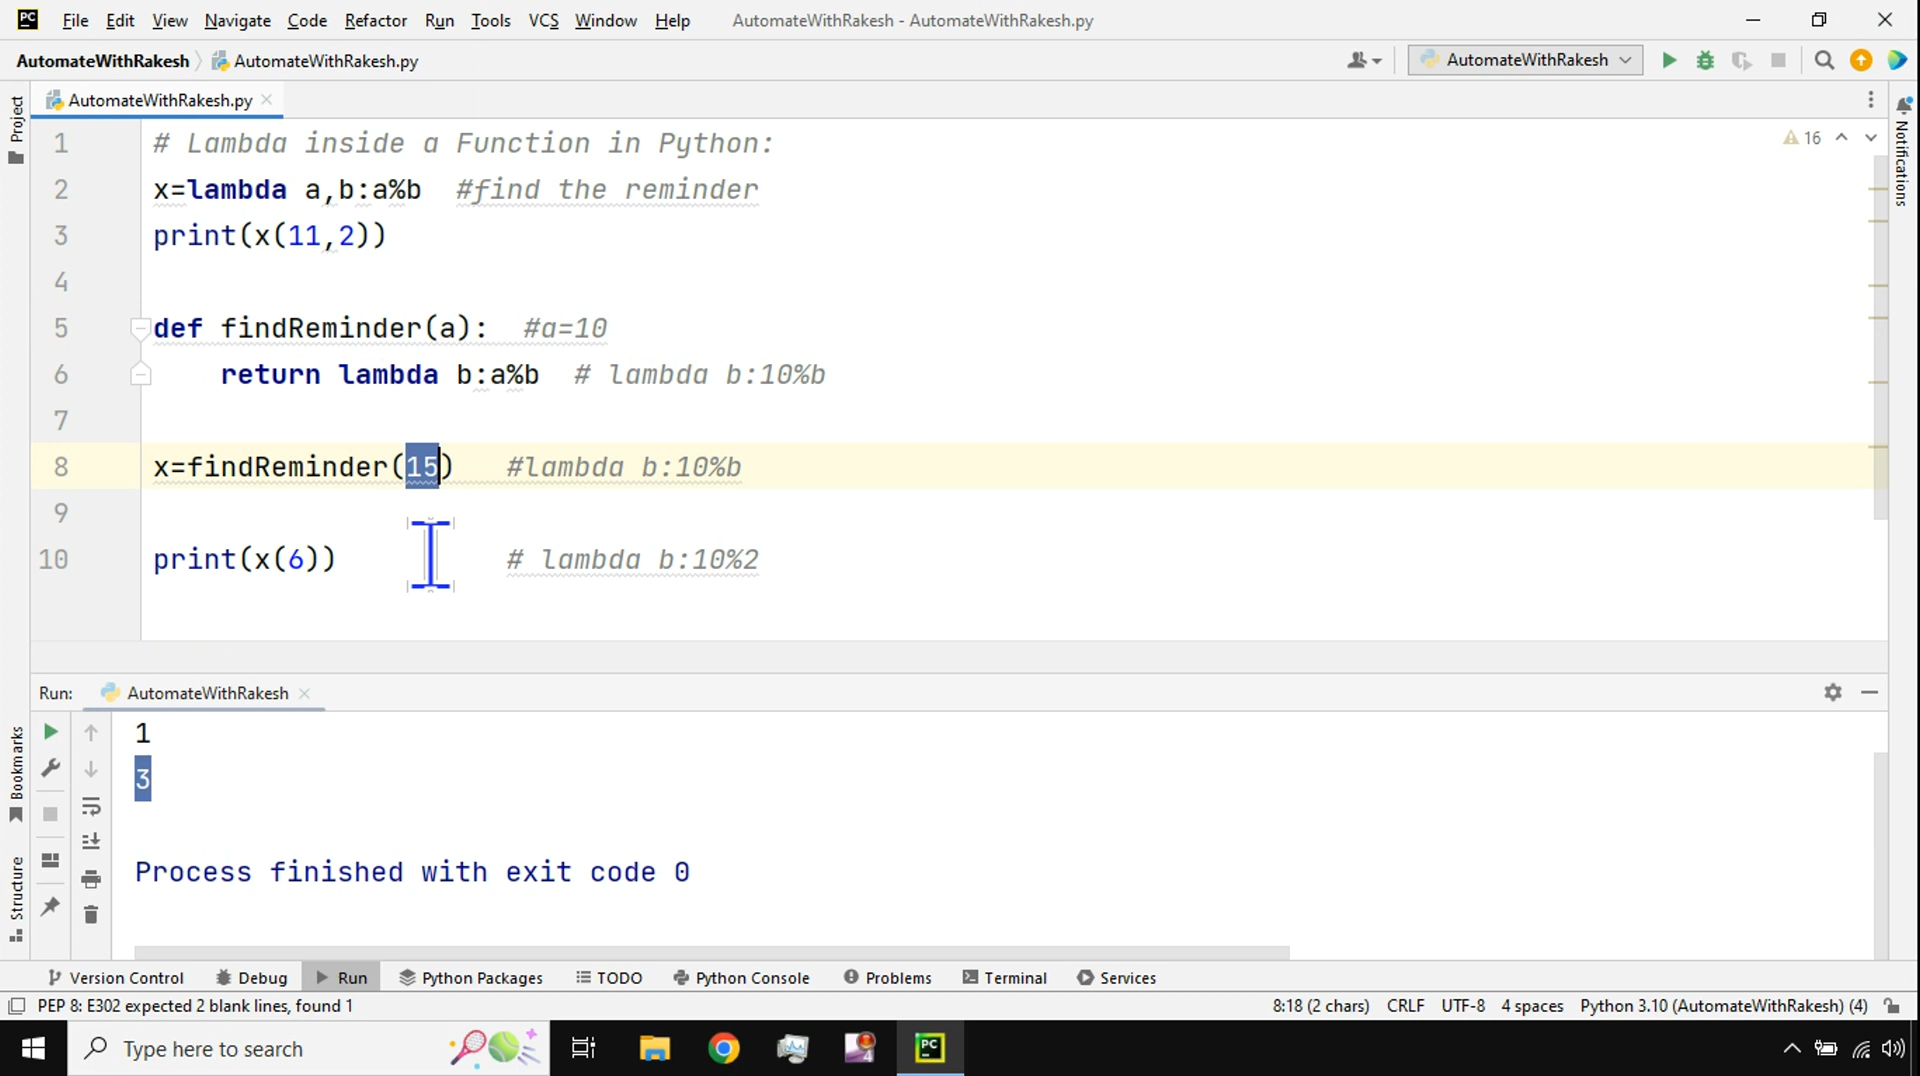 PC File Edit View Navigate Code Refactor Run Tools VCS Window Help AutomateWithRakesh - AutomateWithRakesh.py
AutomateWithRakesh AutomateWithRakesh.py AutomateWithRakesh
Project AutomateWithRakesh.py
Notifications
16
1 # Lambda inside a Function in Python:
2 x=lambda a,b:a%b #find the reminder
3 print(x(11,2))
4
5 def findReminder(a): #a=10
6 return lambda b:a%b # lambda b:10%b
7
8 x=findReminder(15) #lambda b:10%b
9
10 print(x(6)) # lambda b:10%2
Run: AutomateWithRakesh
Bookmarks
Structure
1
3
Process finished with exit code 0
Version Control Debug Run Python Packages TODO Python Console Problems Terminal Services
PEP 8: E302 expected 2 blank lines, found 1 8:18 (2 chars) CRLF UTF-8 4 spaces Python 3.10 (AutomateWithRakesh) (4)
Type here to search 4 PC